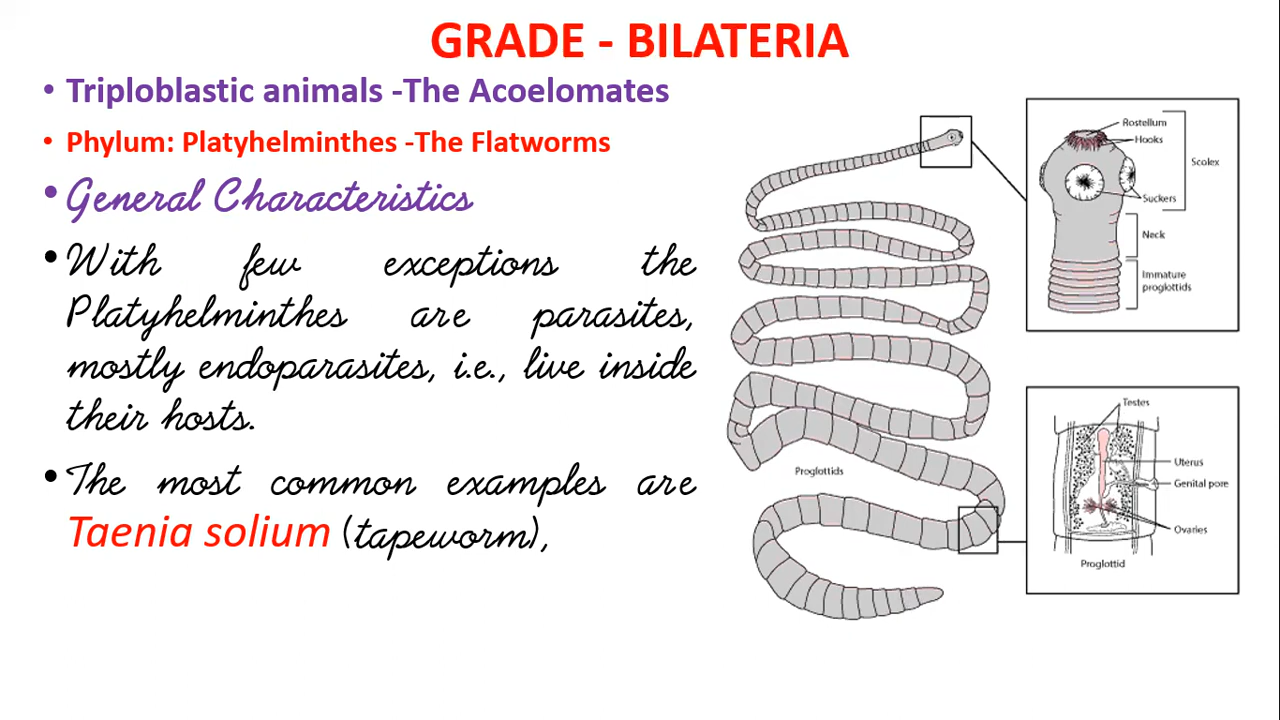 GRADE - BILATERIA
• Triploblastic animals -The Acoelomates
• Phylum: Platyhelminthes -The Flatworms
• General Characteristics
• With few exceptions the
Platyhelminthes are parasites,
mostly endoparasites, i.e., live inside
their hosts.
• The most common examples are
Taenia solium (tapeworm),
Rostellum
Hooks
Scolex
Suckers
Neck
Immature
proglottids
Proglottids
Testes
Uterus
Genital pore
Ovaries
Proglottid